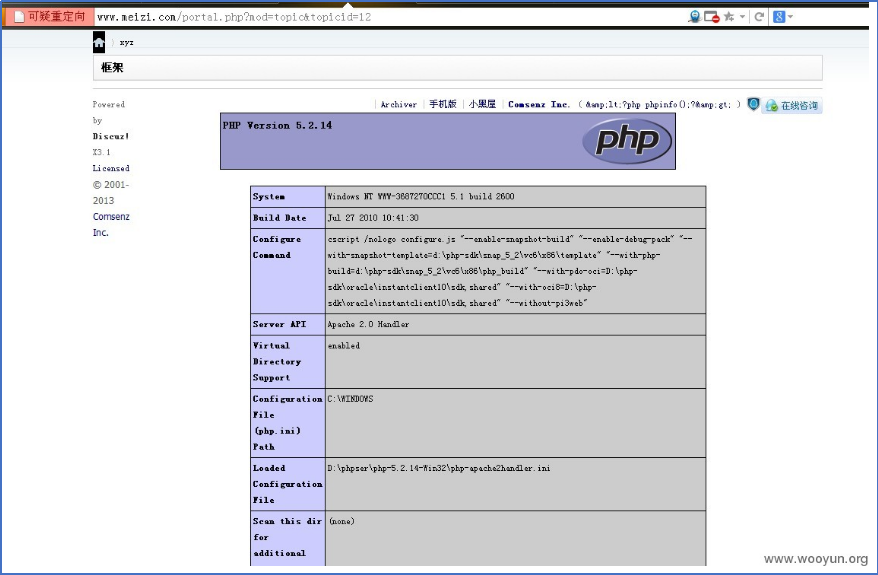 可疑重定向 www.meizi.com/portal.php?mod=topic&topicid=12
xyz
框架
Archiver 手机版 小黑屋 Comsenz Inc. ( &amp;lt;?php phpinfo();?&amp;gt; ) 在线咨询
Powered
by
Discuz!
X3.1
Licensed
© 2001-
2013
Comsenz
Inc.
PHP Version 5.2.14
php
System Windows NT WWW-3687270CCC1 5.1 build 2600
Build Date Jul 27 2010 10:41:30
Configure cscript /nologo configure.js "--enable-snapshot-build" "--enable-debug-pack" "--
Command with-snapshot-template=d:\php-sdk\snap_5_2\vc6\x86\template" "--with-php-
build=d:\php-sdk\snap_5_2\vc6\x86\php_build" "--with-pdo-oci=D:\php-
sdk\oracle\instantclient10\sdk,shared" "--with-oci8=D:\php-
sdk\oracle\instantclient10\sdk,shared" "--without-pi3web"
Server API Apache 2.0 Handler
Virtual enabled
Directory
Support
Configuration C:\WINDOWS
File
(php.ini)
Path
Loaded D:\phpser\php-5.2.14-Win32\php-apache2handler.ini
Configuration
File
Scan this dir (none)
for
additional
www.wooyun.org